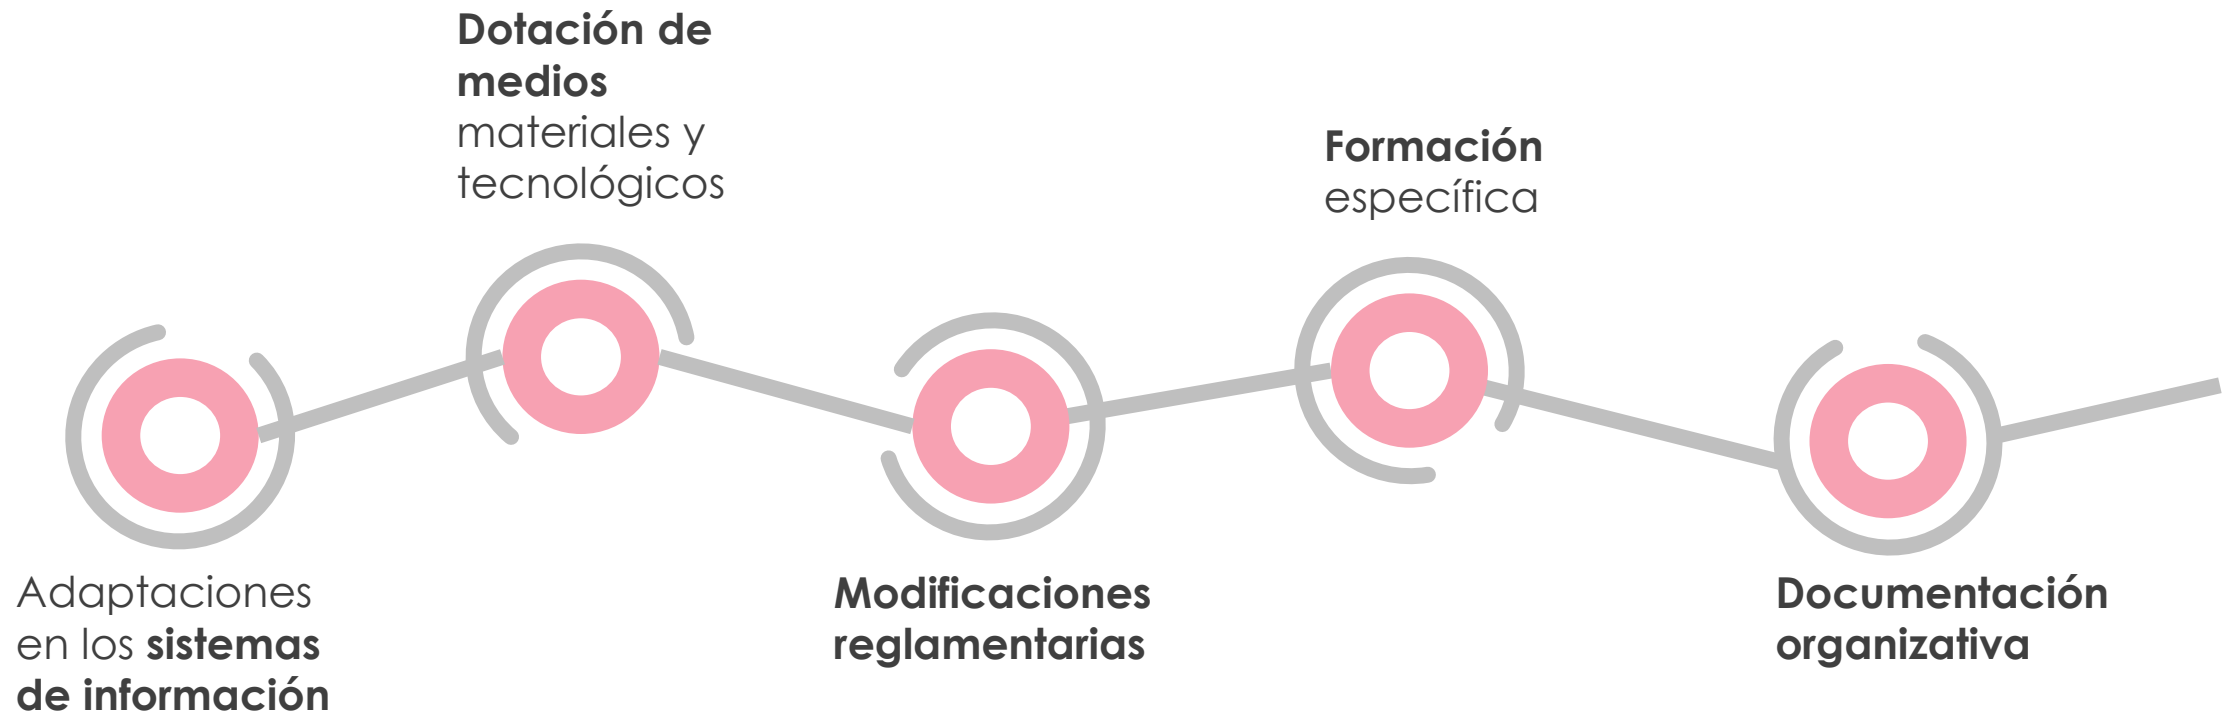 Dotación de
medios
materiales y
tecnológicos
Formación
específica
Adaptaciones
en los sistemas
de información
Modificaciones
reglamentarias
Documentación
organizativa